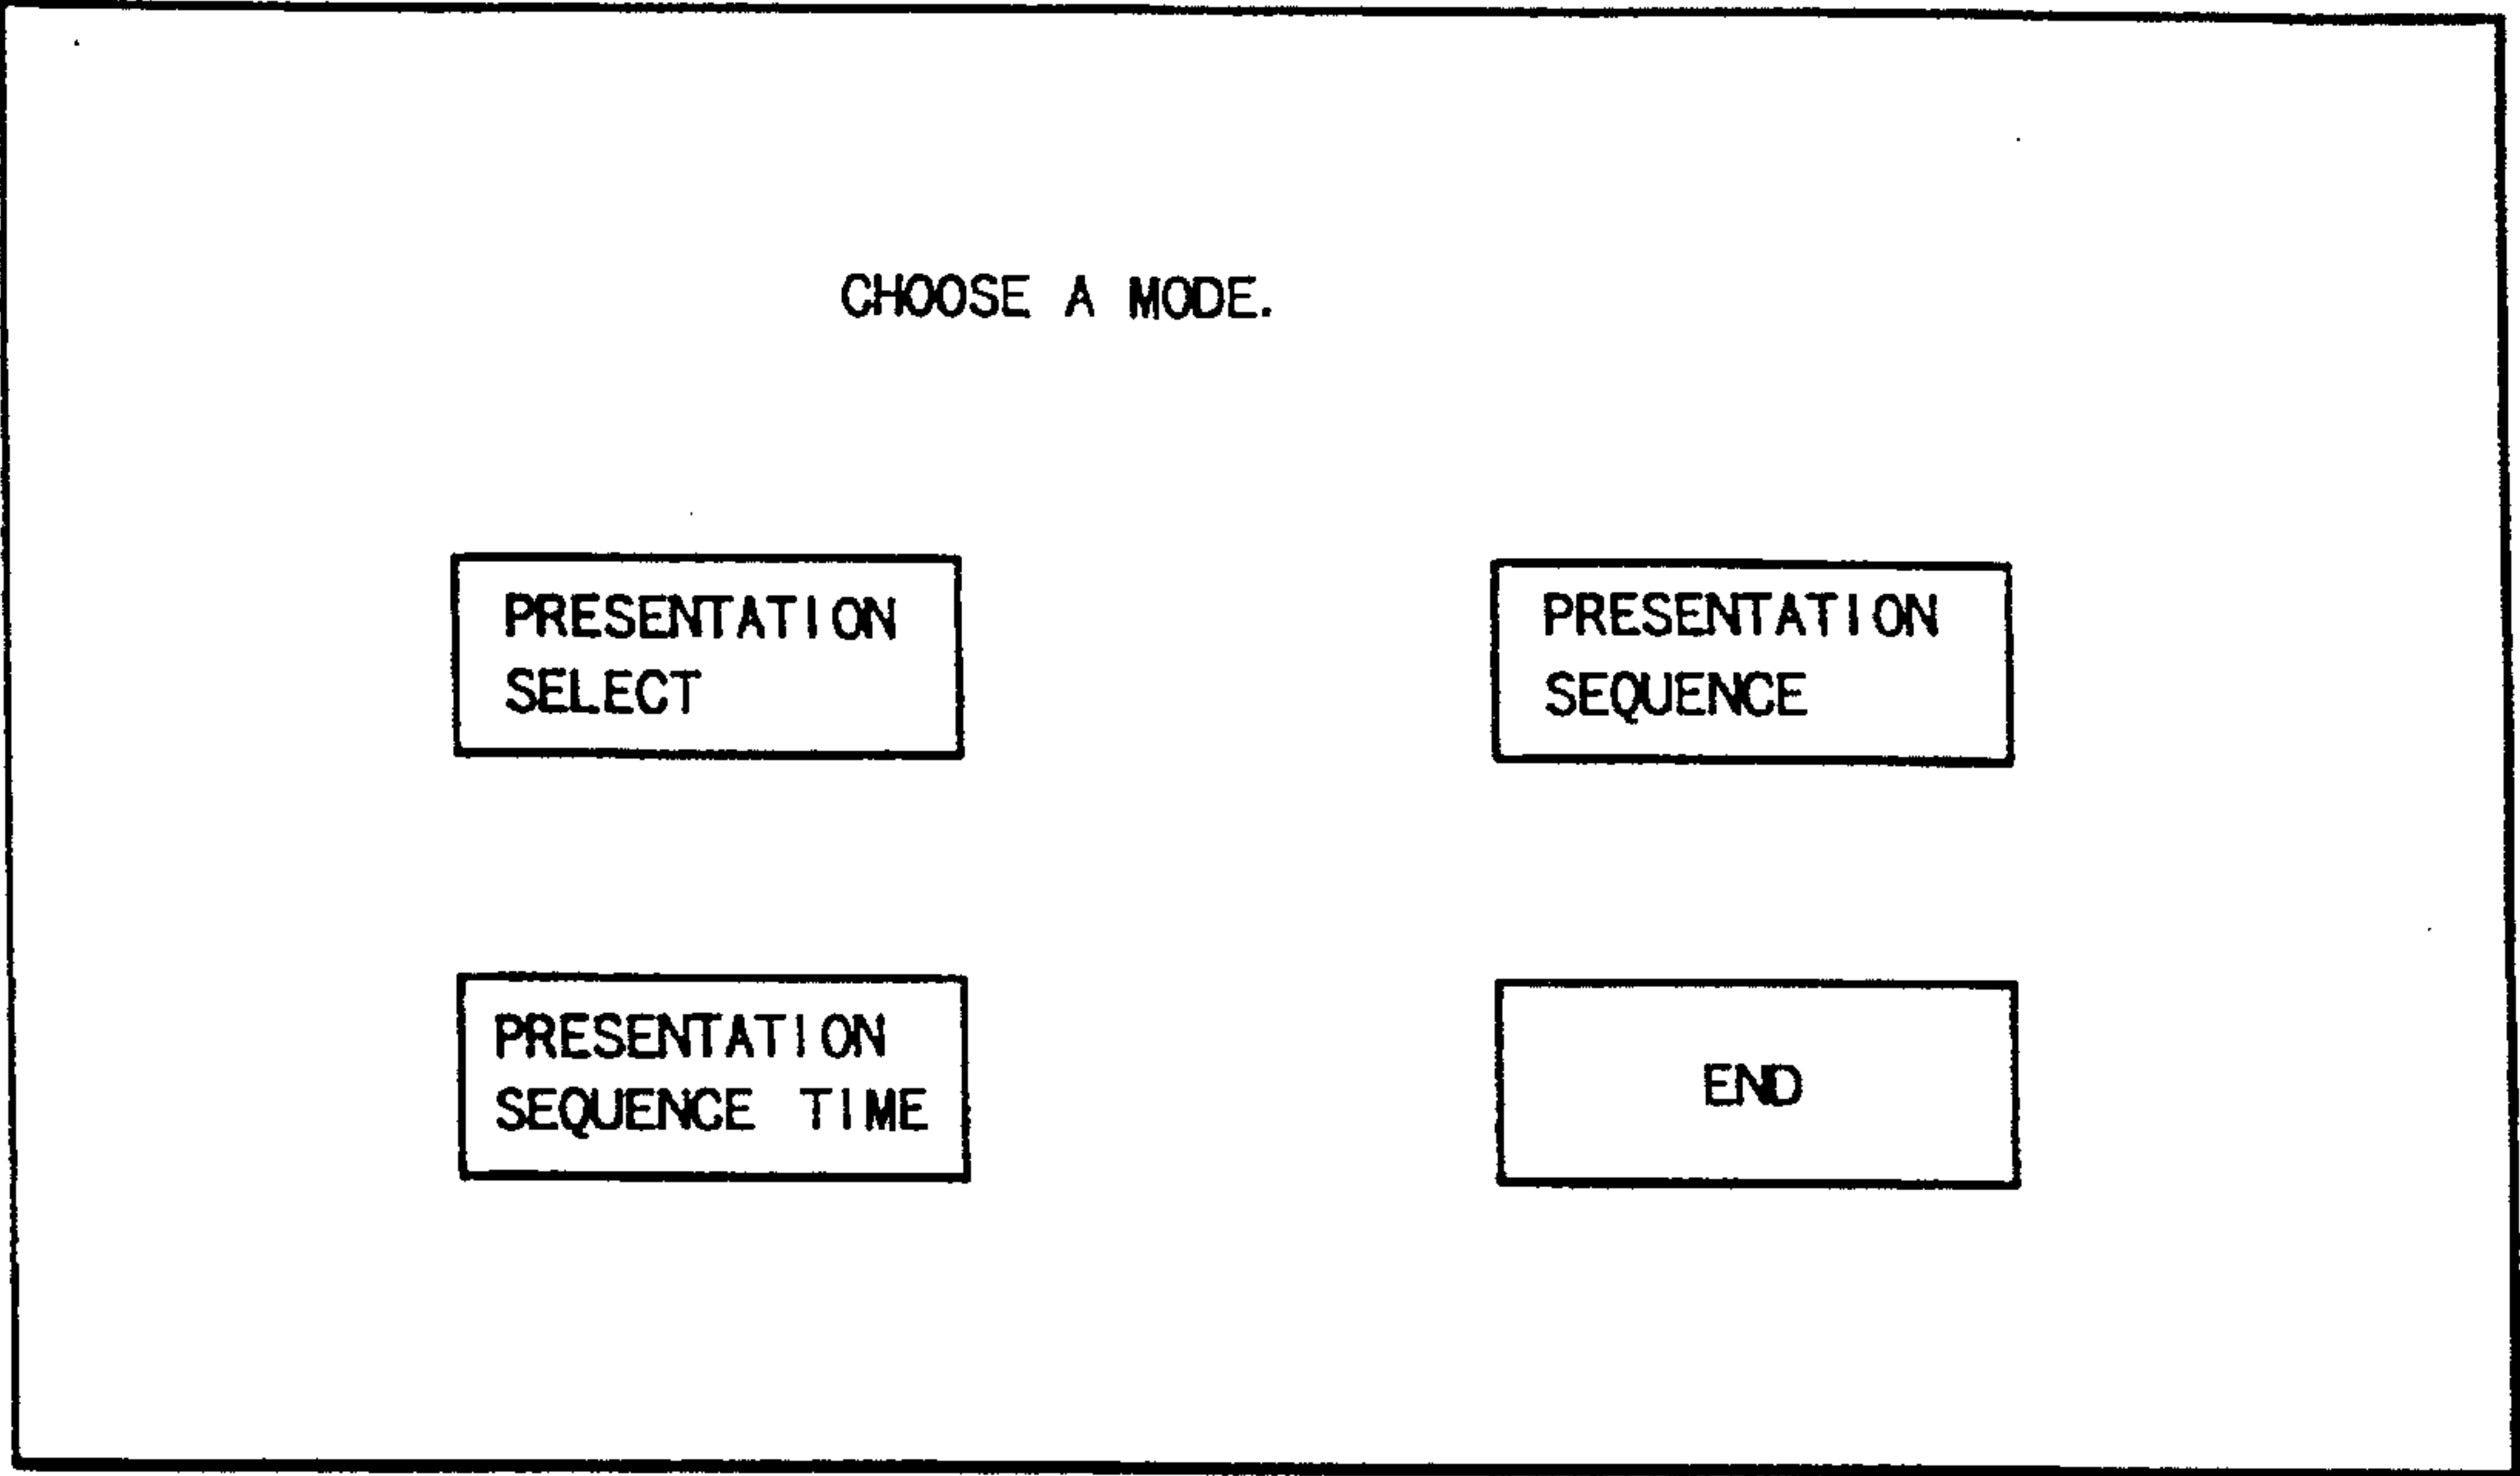 CHOOSE A MODE.
PRESENTATION
SELECT
PRESENTATION
SEQUENCE
PRESENTATION
SEQUENCE TIME
END